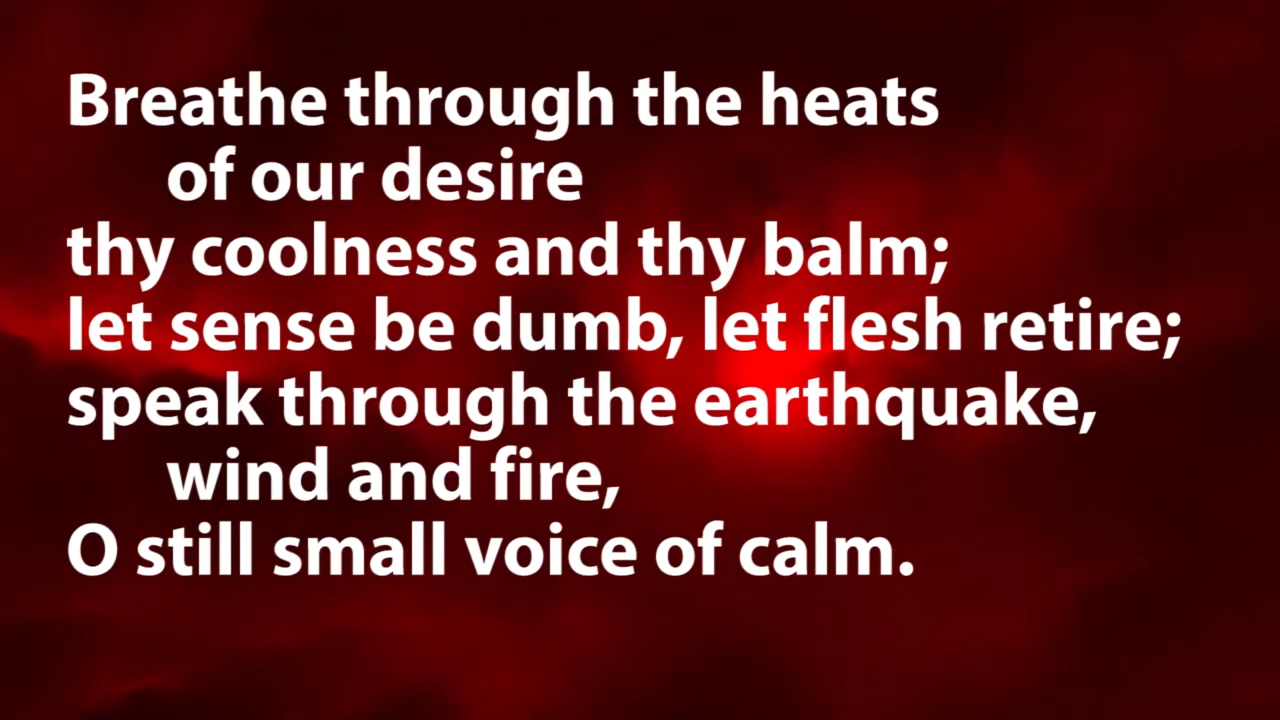 Breathe through the heats
of our desire
thy coolness and thy balm;
let sense be dumb, let flesh retire;
speak through the earthquake,
wind and fire,
O still small voice of calm.